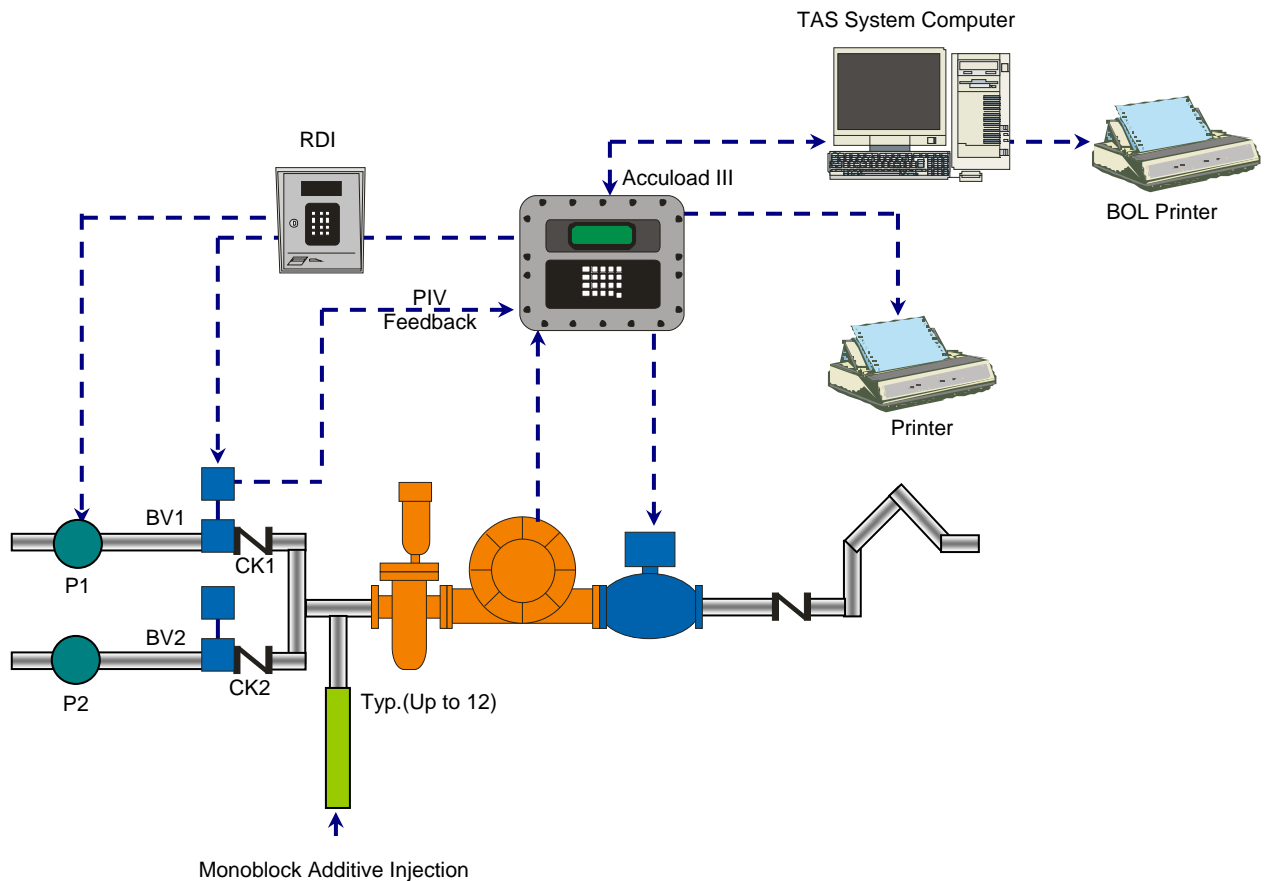 TAS System Computer
RDI
Accuload III
BOL Printer
PIV
Feedback
Printer
BV1
CK1
P1
BV2
CK2
P2
Typ.(Up to 12)
Monoblock Additive Injection